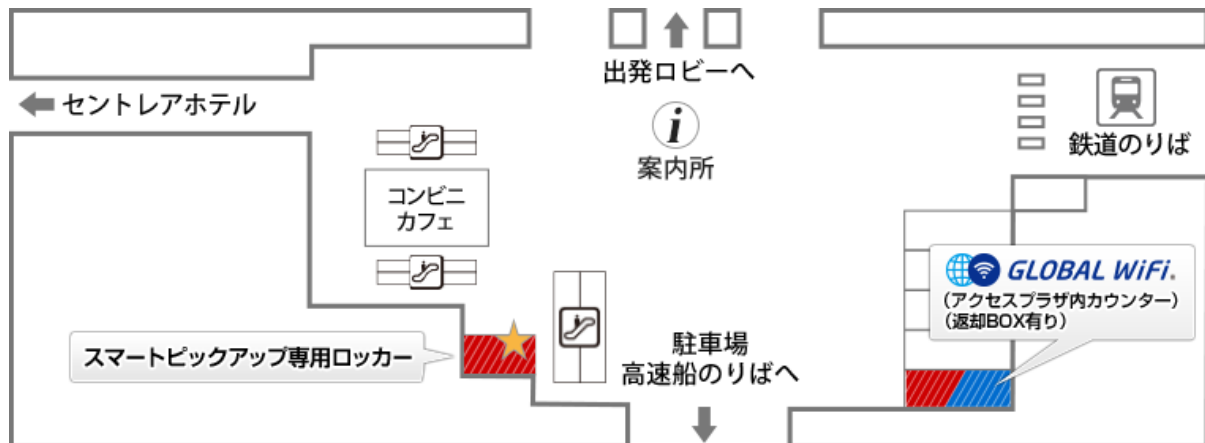 出発ロビーへ
セントレアホテル
i
案内所
鉄道のりば
コンビニ
カフェ
GLOBAL WiFi.
（アクセスプラザ内カウンター）
（返却BOX有り）
スマートピックアップ専用ロッカー
駐車場
高速船のりばへ